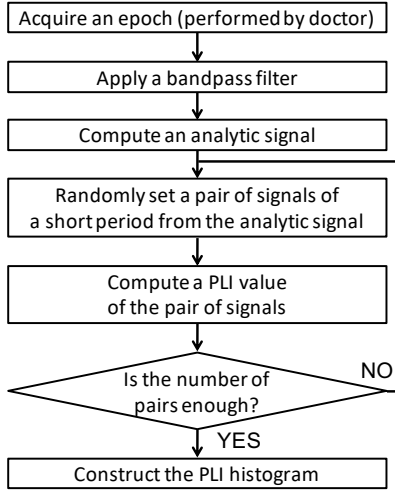 Acquire an epoch (performed by doctor)
Apply a bandpass filter
Compute an analytic signal
Randomly set a pair of signals of
a short period from the analytic signal
Compute a PLI value
of the pair of signals
Is the number of
pairs enough?
NO
YES
Construct the PLI histogram